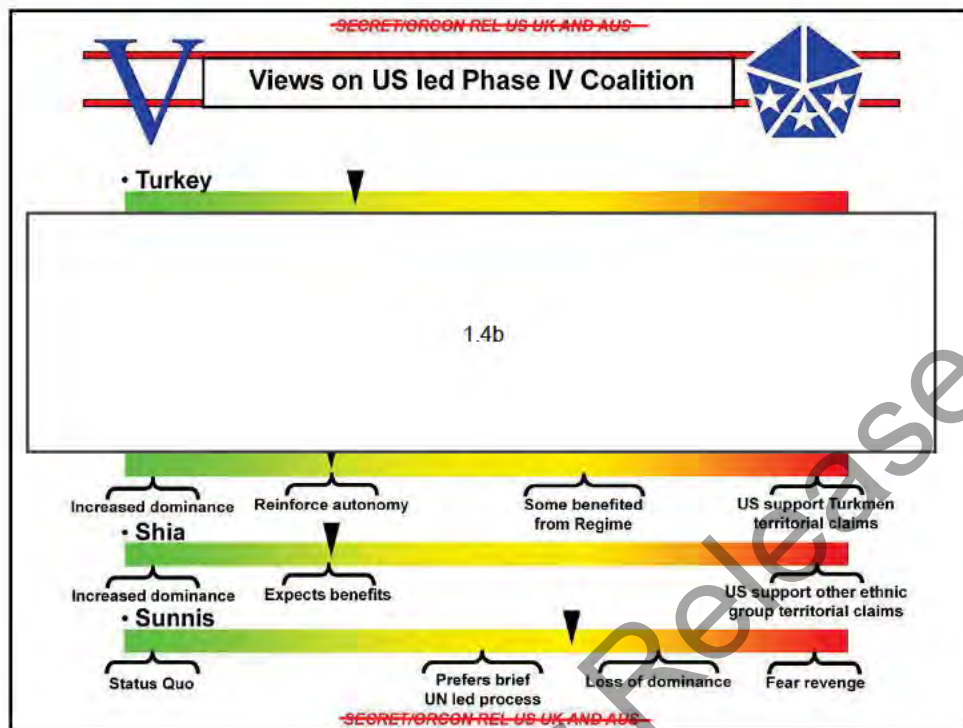 SECRET/ORCON REL US UK AND AUS
V
Views on US led Phase IV Coalition
• Turkey
1.4b
Increased dominance
Reinforce autonomy
Some benefited
from Regime
US support Turkmen
territorial claims
• Shia
Increased dominance
Expects benefits
US support other ethnic
group territorial claims
• Sunnis
Status Quo
Prefers brief
UN led process
Loss of dominance
Fear revenge
SECRET/ORCON REL US UK AND AUS
Release